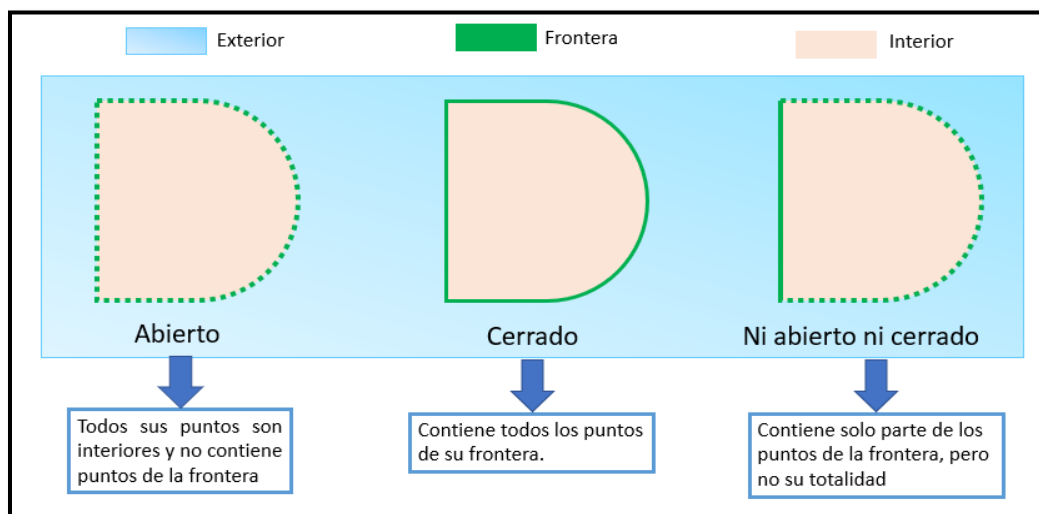 Exterior
Frontera
Interior
Abierto
Cerrado
Ni abierto ni cerrado
Todos sus puntos son
interiores y no contiene
puntos de la frontera
Contiene todos los puntos
de su frontera.
Contiene solo parte de los
puntos de la frontera, pero
no su totalidad